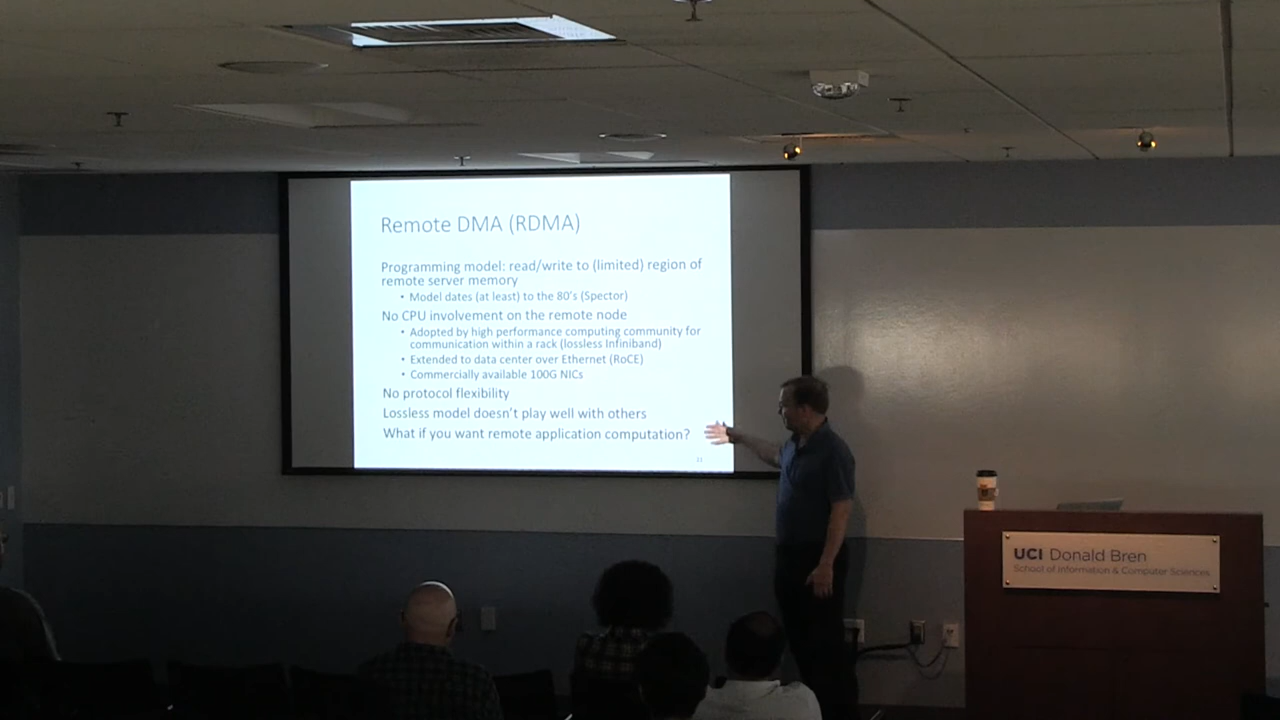 Remote DMA (RDMA)
Programming model: read/write to (limited) region of
remote server memory
• Model dates (at least) to the 80's (Spector)
No CPU involvement on the remote node
• Adopted by high performance computing community for
communication within a rack (lossless Infiniband)
• Extended to data center over Ethernet (RoCE)
• Commercially available 100G NICs
No protocol flexibility
Lossless model doesn't play well with others
What if you want remote application computation?
UCI Donald Bren
School of Information & Computer Sciences